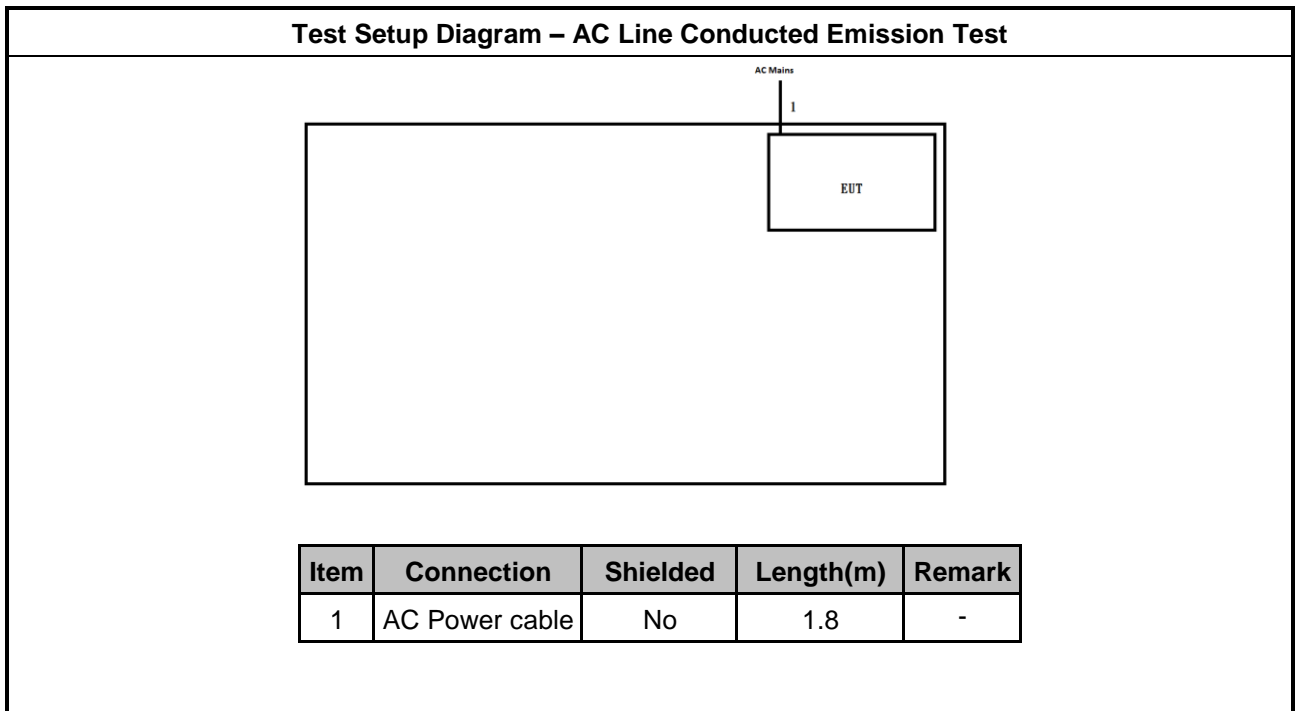 Test Setup Diagram – AC Line Conducted Emission Test
AC Mains
1
EUT
Item Connection Shielded Length(m) Remark
1 AC Power cable No 1.8 -